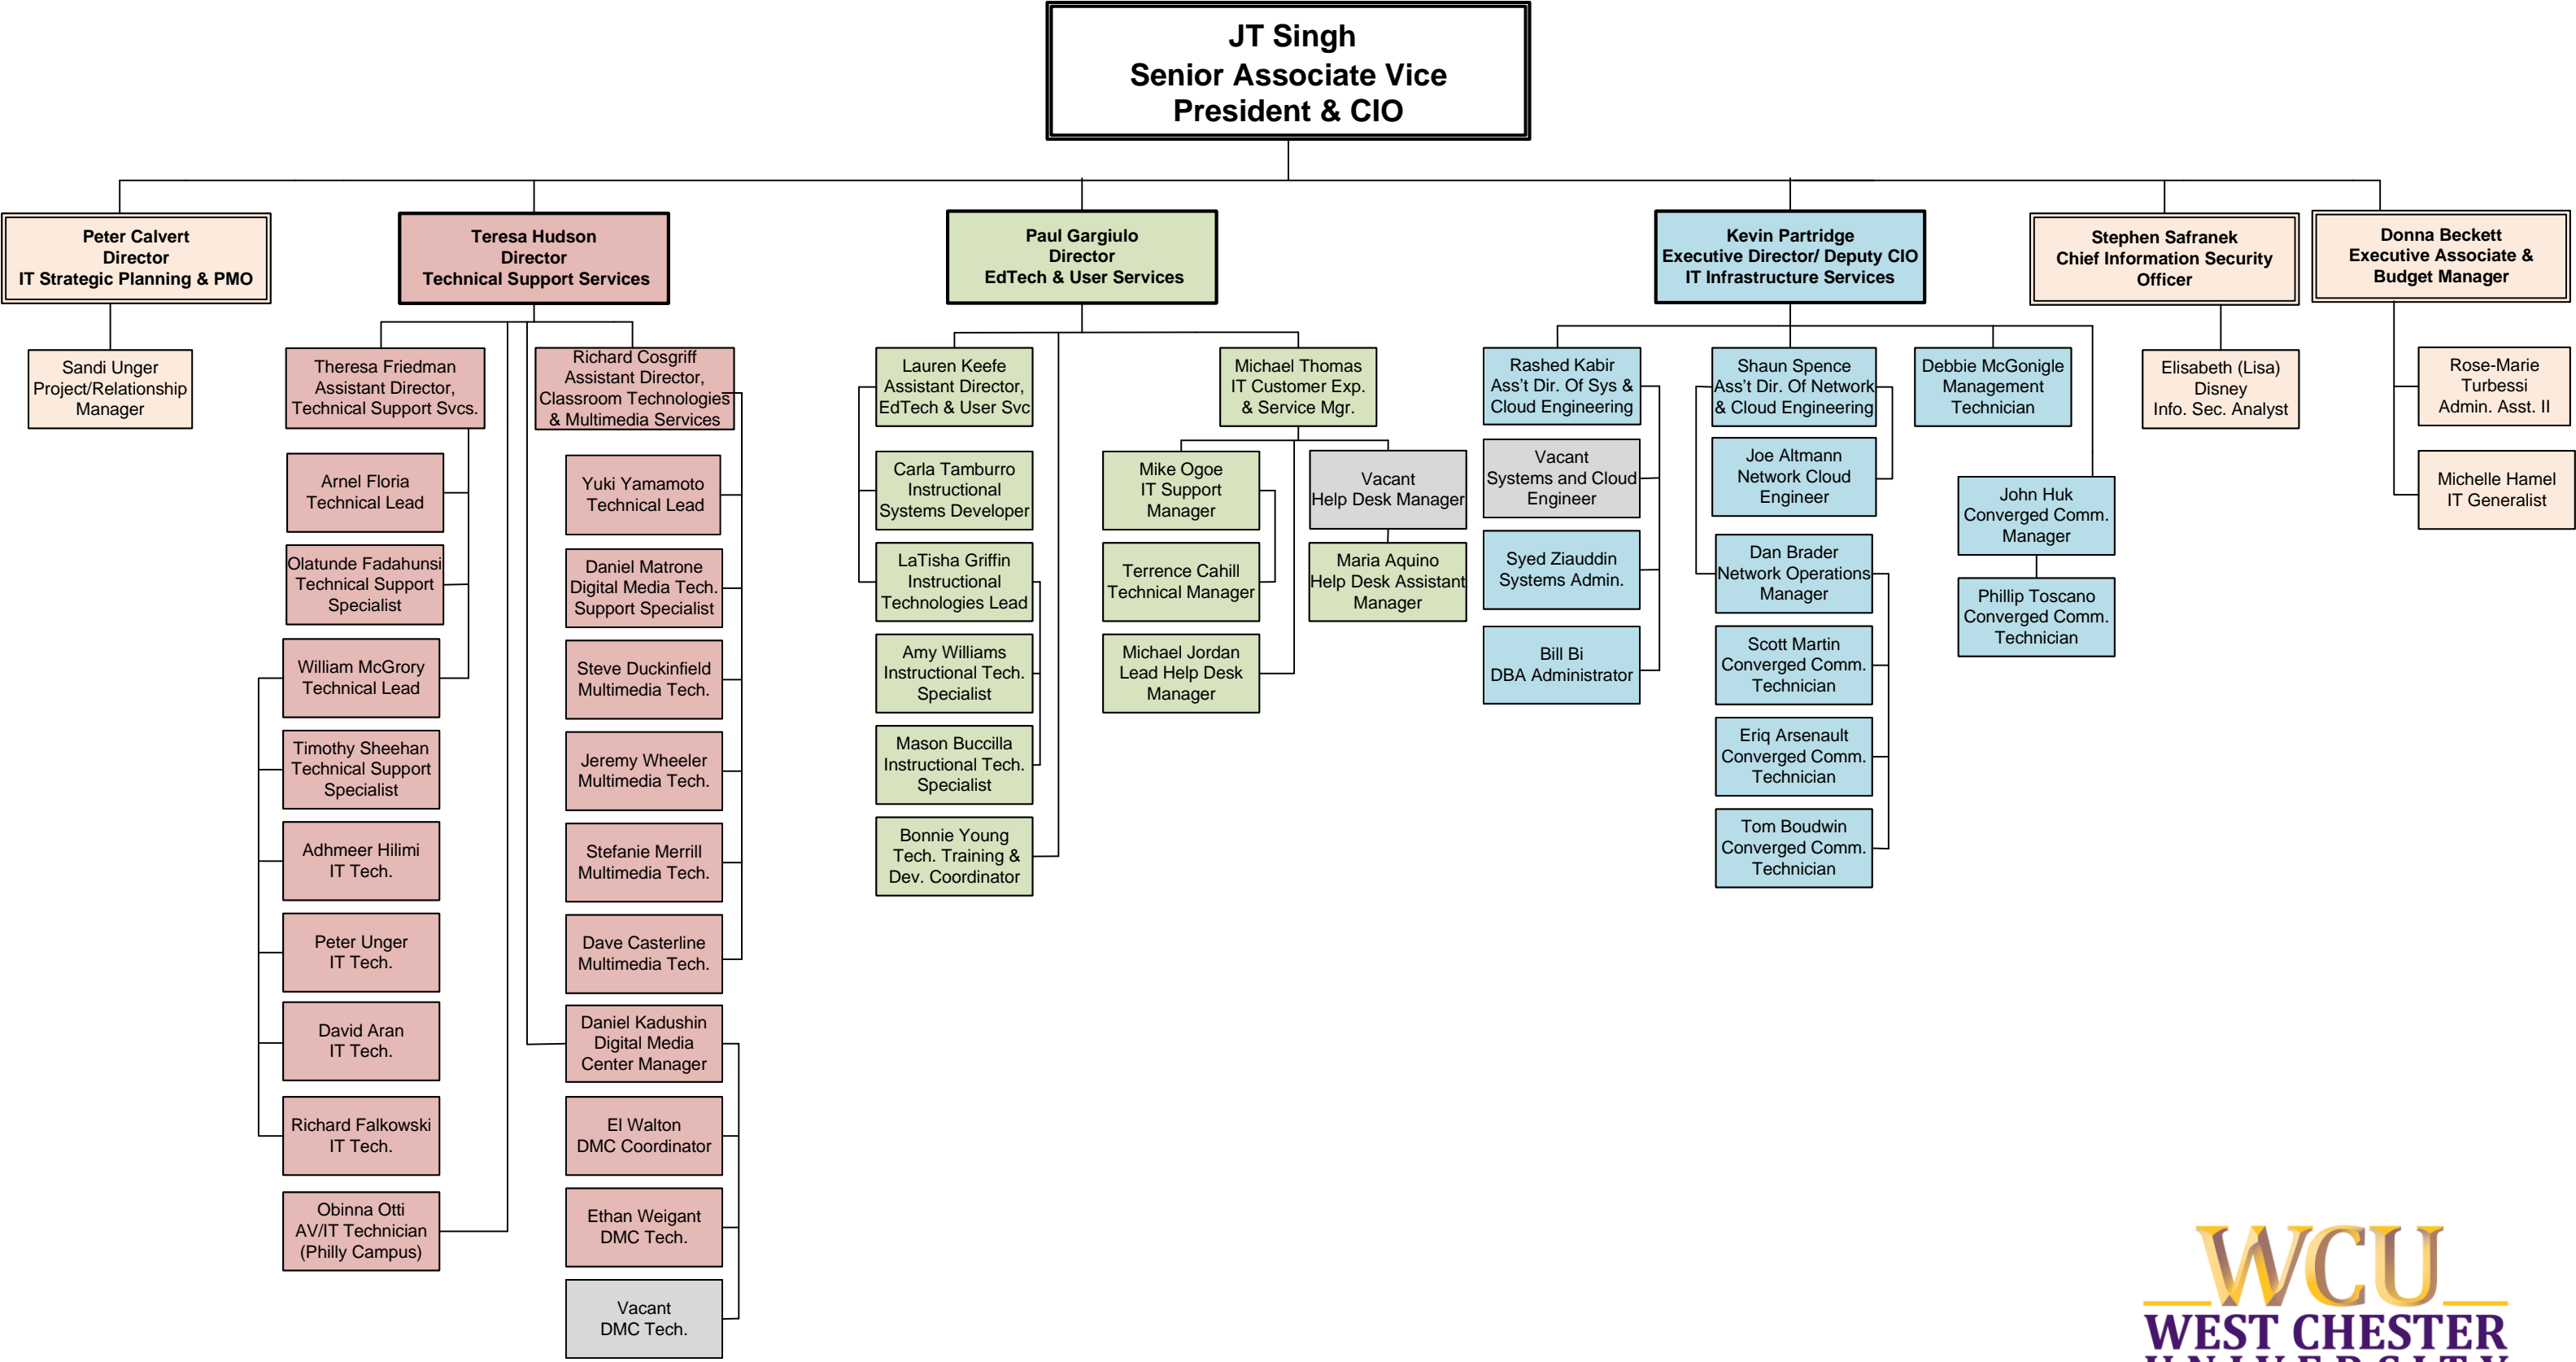 JT Singh
Senior Associate Vice
President & CIO
Peter Calvert
Director
IT Strategic Planning & PMO
Sandi Unger
Project/Relationship
Manager
Teresa Hudson
Director
Technical Support Services
Theresa Friedman
Assistant Director,
Technical Support Svcs.
Arnel Floria
Technical Lead
Olatunde Fadahunsi
Technical Support
Specialist
William McGrory
Technical Lead
Timothy Sheehan
Technical Support
Specialist
Adhmeer Hilimi
IT Tech.
Peter Unger
IT Tech.
David Aran
IT Tech.
Richard Falkowski
IT Tech.
Obinna Otti
AV/IT Technician
(Philly Campus)
Richard Cosgriff
Assistant Director,
Classroom Technologies
& Multimedia Services
Yuki Yamamoto
Technical Lead
Daniel Matrone
Digital Media Tech.
Support Specialist
Steve Duckinfield
Multimedia Tech.
Jeremy Wheeler
Multimedia Tech.
Stefanie Merrill
Multimedia Tech.
Dave Casterline
Multimedia Tech.
Daniel Kadushin
Digital Media
Center Manager
El Walton
DMC Coordinator
Ethan Weigant
DMC Tech.
Vacant
DMC Tech.
Paul Gargiulo
Director
EdTech & User Services
Lauren Keefe
Assistant Director,
EdTech & User Svc
Carla Tamburro
Instructional
Systems Developer
LaTisha Griffin
Instructional
Technologies Lead
Amy Williams
Instructional Tech.
Specialist
Mason Buccilla
Instructional Tech.
Specialist
Bonnie Young
Tech. Training &
Dev. Coordinator
Michael Thomas
IT Customer Exp.
& Service Mgr.
Mike Ogoe
IT Support
Manager
Terrence Cahill
Technical Manager
Michael Jordan
Lead Help Desk
Manager
Vacant
Help Desk Manager
Maria Aquino
Help Desk Assistant
Manager
Kevin Partridge
Executive Director/ Deputy CIO
IT Infrastructure Services
Rashed Kabir
Ass't Dir. Of Sys &
Cloud Engineering
Vacant
Systems and Cloud
Engineer
Syed Ziauddin
Systems Admin.
Bill Bi
DBA Administrator
Shaun Spence
Ass't Dir. Of Network
& Cloud Engineering
Joe Altmann
Network Cloud
Engineer
Dan Brader
Network Operations
Manager
Scott Martin
Converged Comm.
Technician
Eriq Arsenault
Converged Comm.
Technician
Tom Boudwin
Converged Comm.
Technician
Debbie McGonigle
Management
Technician
John Huk
Converged Comm.
Manager
Phillip Toscano
Converged Comm.
Technician
Stephen Safranek
Chief Information Security
Officer
Elisabeth (Lisa)
Disney
Info. Sec. Analyst
Donna Beckett
Executive Associate &
Budget Manager
Rose-Marie
Turbessi
Admin. Asst. II
Michelle Hamel
IT Generalist
WCU
WEST CHESTER
UNIVERSITY